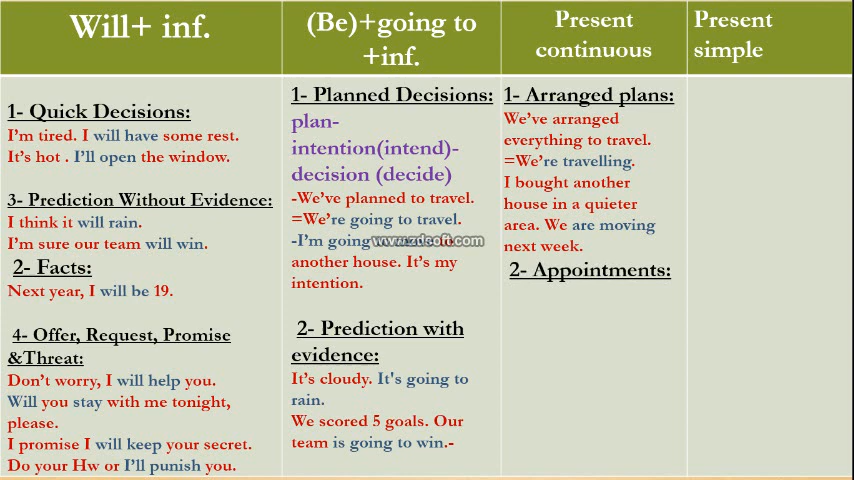 Will+ inf.
(Be)+going to
+inf.
Present
continuous
Present
simple
1- Quick Decisions:
I'm tired. I will have some rest.
It's hot . I'll open the window.
3- Prediction Without Evidence:
I think it will rain.
I'm sure our team will win.
2- Facts:
Next year, I will be 19.
4- Offer, Request, Promise
&Threat:
Don't worry, I will help you.
Will you stay with me tonight,
please.
I promise I will keep your secret.
Do your Hw or I'll punish you.
1- Planned Decisions:
plan-
intention(intend)-
decision (decide)
-We've planned to travel.
=We're going to travel.
-I'm going
www.zdsoft.com
another house. It's my
intention.
2- Prediction with
evidence:
It's cloudy. It's going to
rain.
We scored 5 goals. Our
team is going to win.-
1- Arranged plans:
We've arranged
everything to travel.
=We're travelling.
I bought another
house in a quieter
area. We are moving
next week.
2- Appointments: